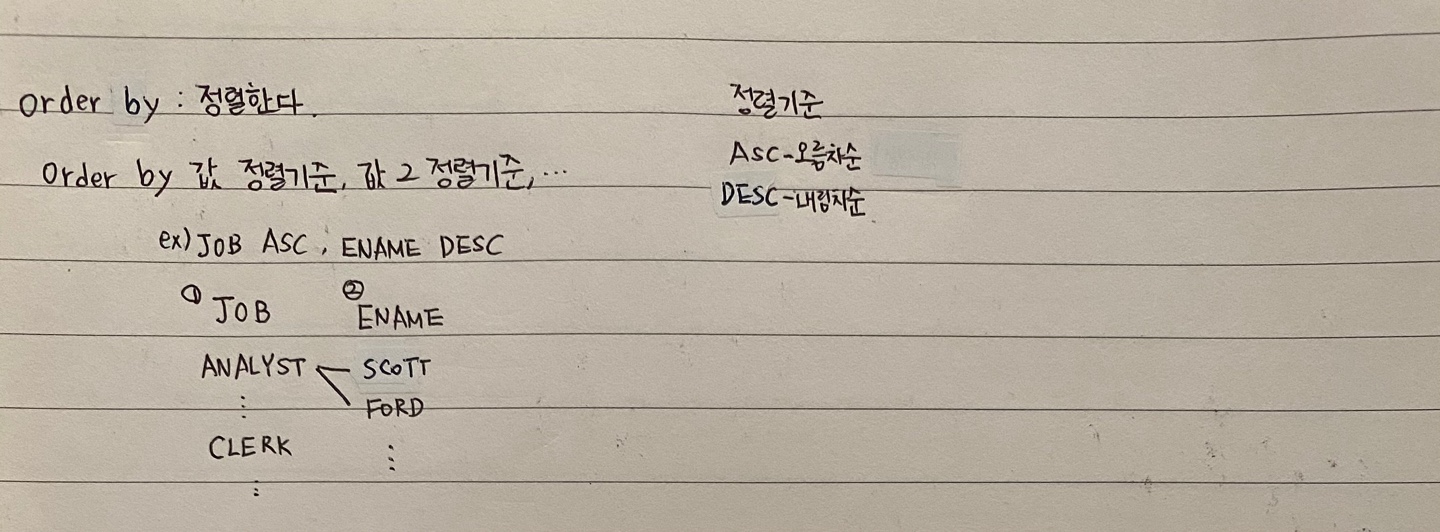 order by : 정렬한다.
정렬기준
Order by 값 정렬기준, 값 2 정렬기준, ...
ASC-오름차순
DESC-내림차순
ex) JOB ASC, ENAME DESC
① JOB ② ENAME
ANALYST SCOTT
⋮ FORD
CLERK ⋮
⋮